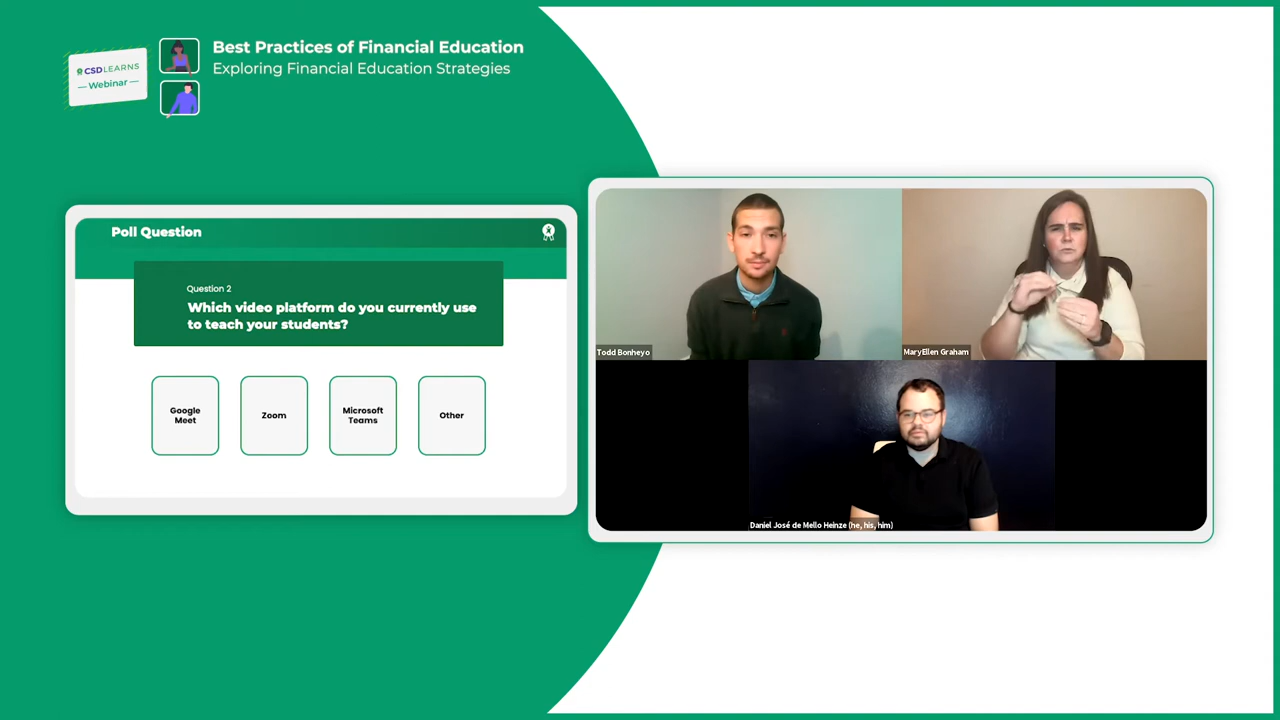 CSDLEARNS
— Webinar —
Best Practices of Financial Education
Exploring Financial Education Strategies
Poll Question
Question 2
Which video platform do you currently use
to teach your students?
Google
Meet
Zoom
Microsoft
Teams
Other
Todd Bonheyo
MaryEllen Graham
Daniel José de Mello Heinze (he, his, him)